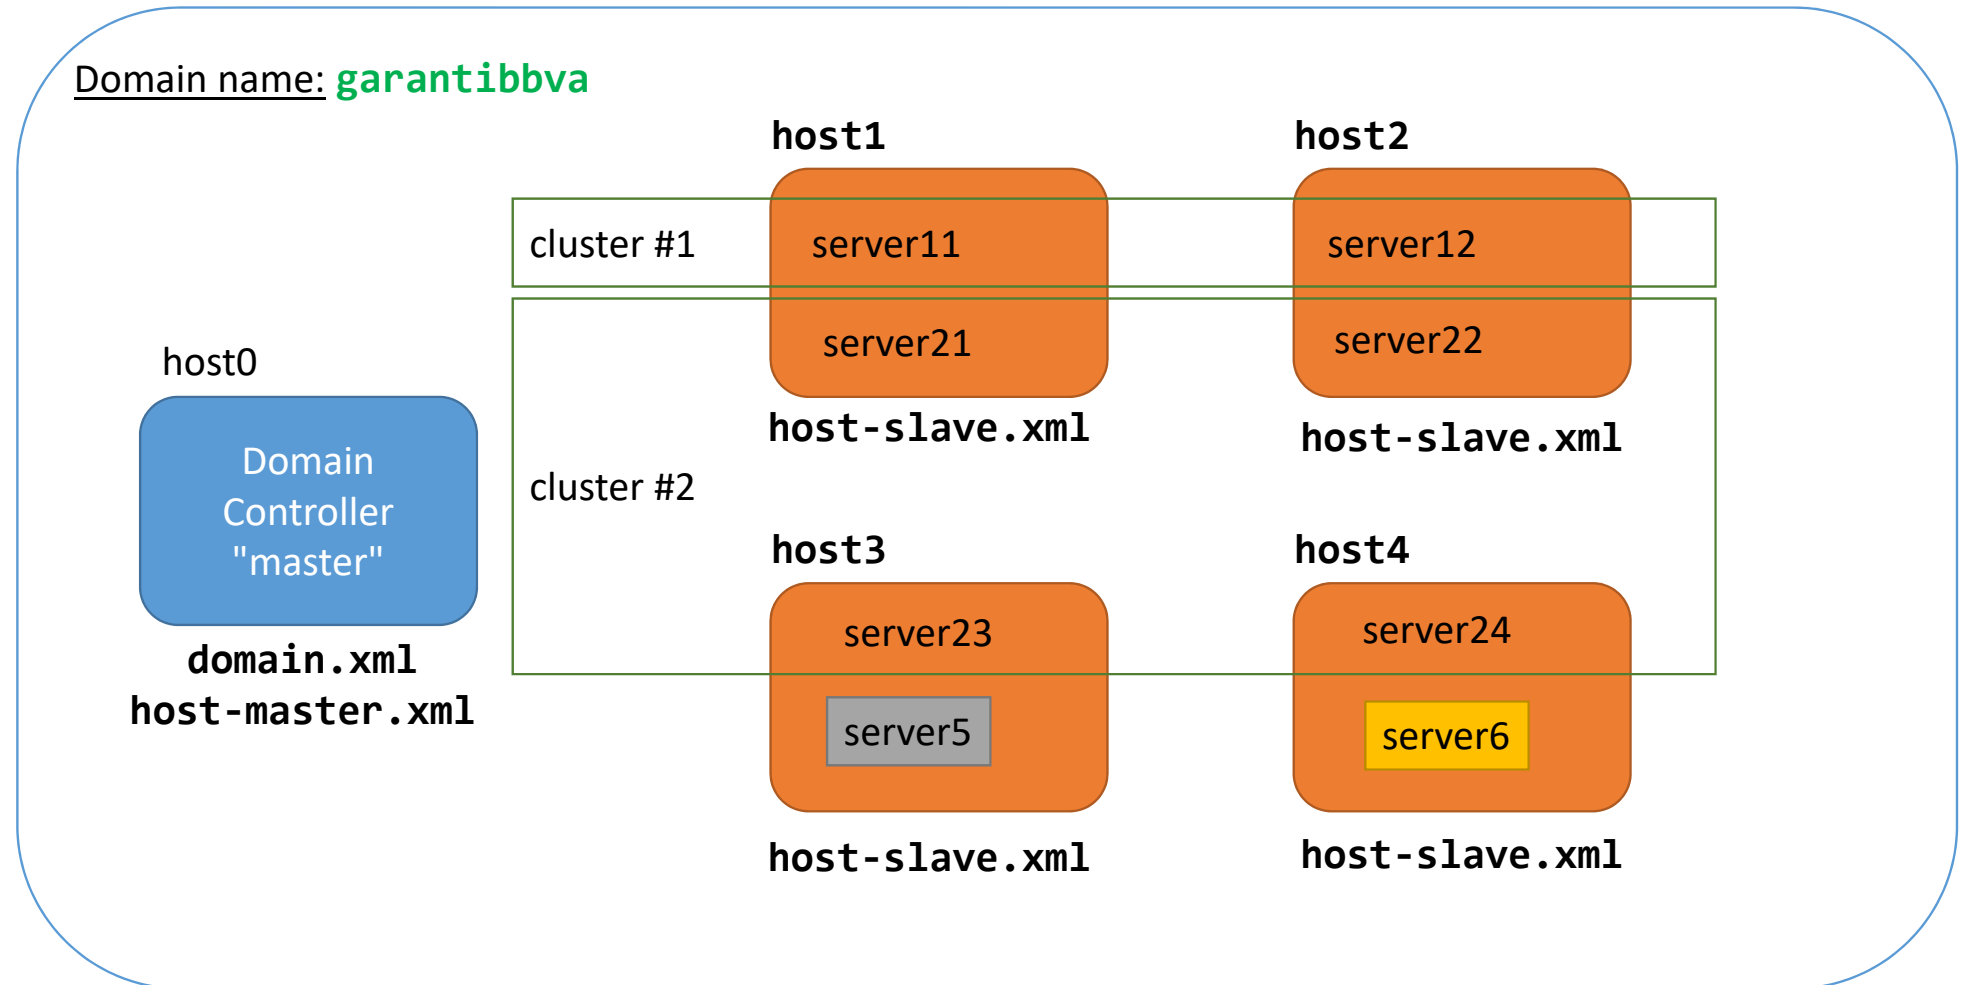 Domain name: garantibbva
host1
host2
cluster #1
server11
server12
server21
server22
host0
host-slave.xml
host-slave.xml
Domain
Controller
"master"
cluster #2
host3
host4
server23
server24
domain.xml
host-master.xml
server5
server6
host-slave.xml
host-slave.xml